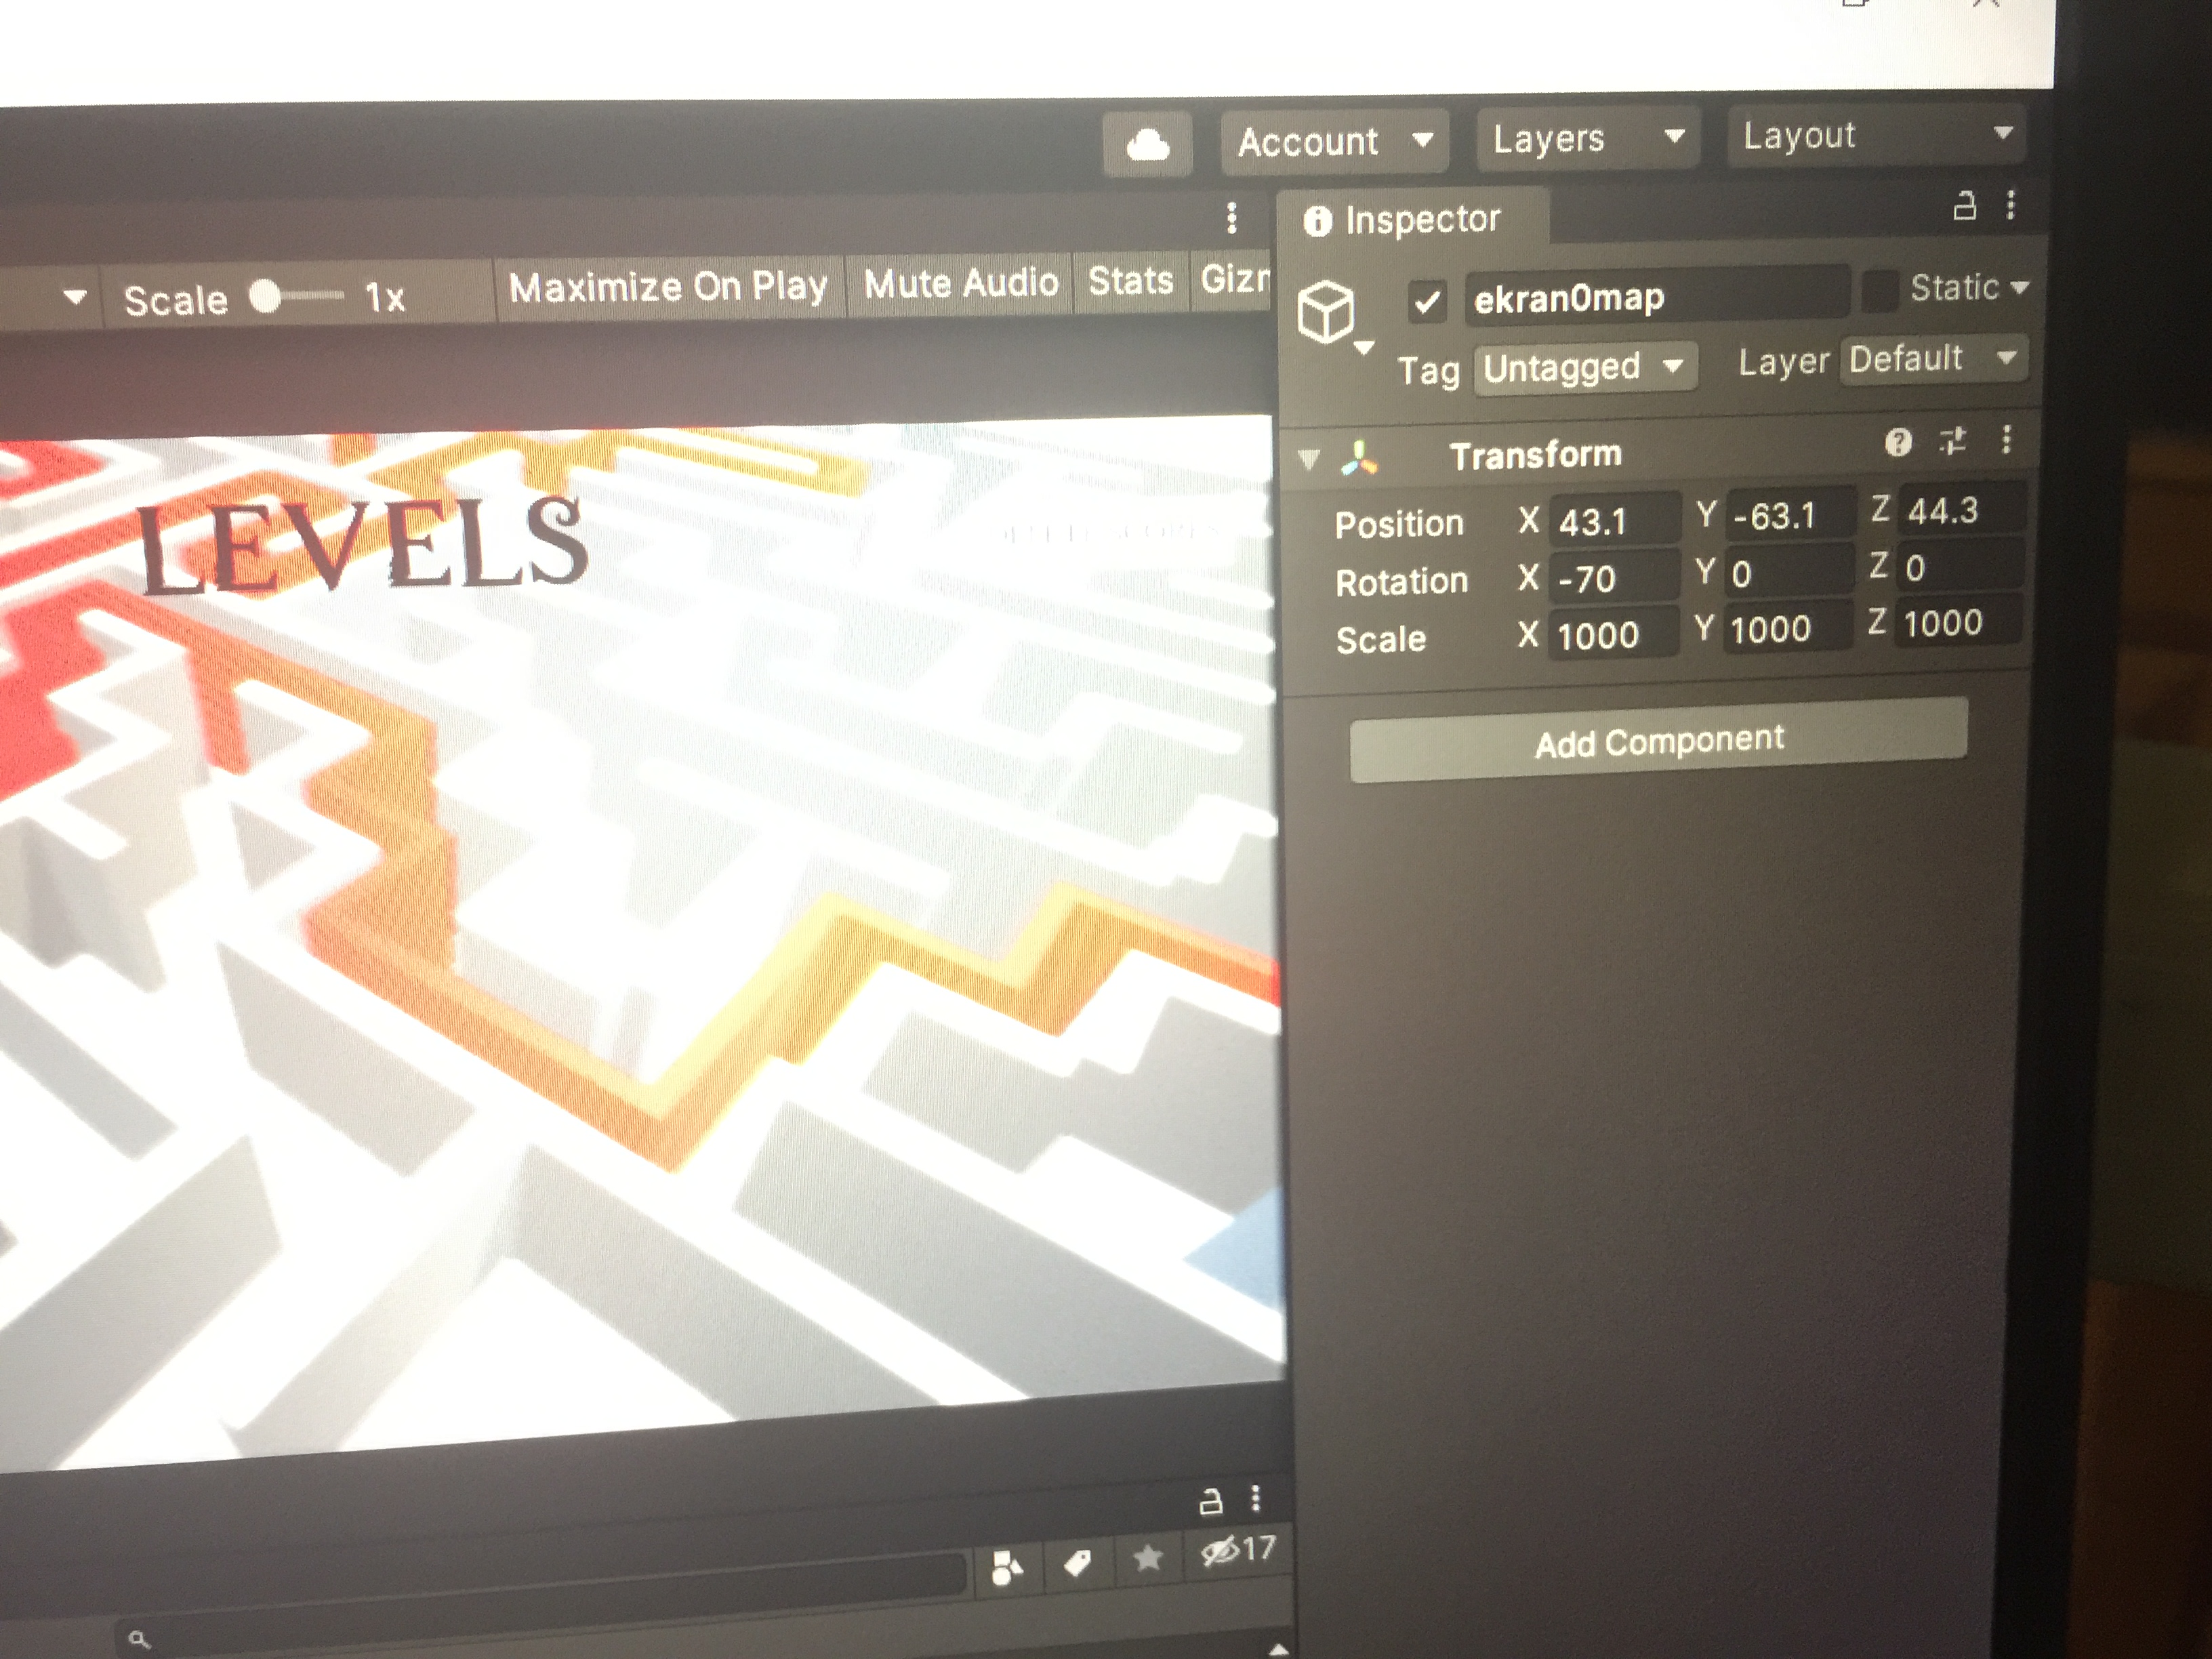 Account
Layers
Layout
Inspector
Scale 1x
Maximize On Play
Mute Audio
Stats
ekran0map
Static
Tag Untagged
Layer Default
LEVELS
Transform
Position X 43.1 Y -63.1 Z 44.3
Rotation X -70 Y 0 Z 0
Scale X 1000 Y 1000 Z 1000
Add Component
17